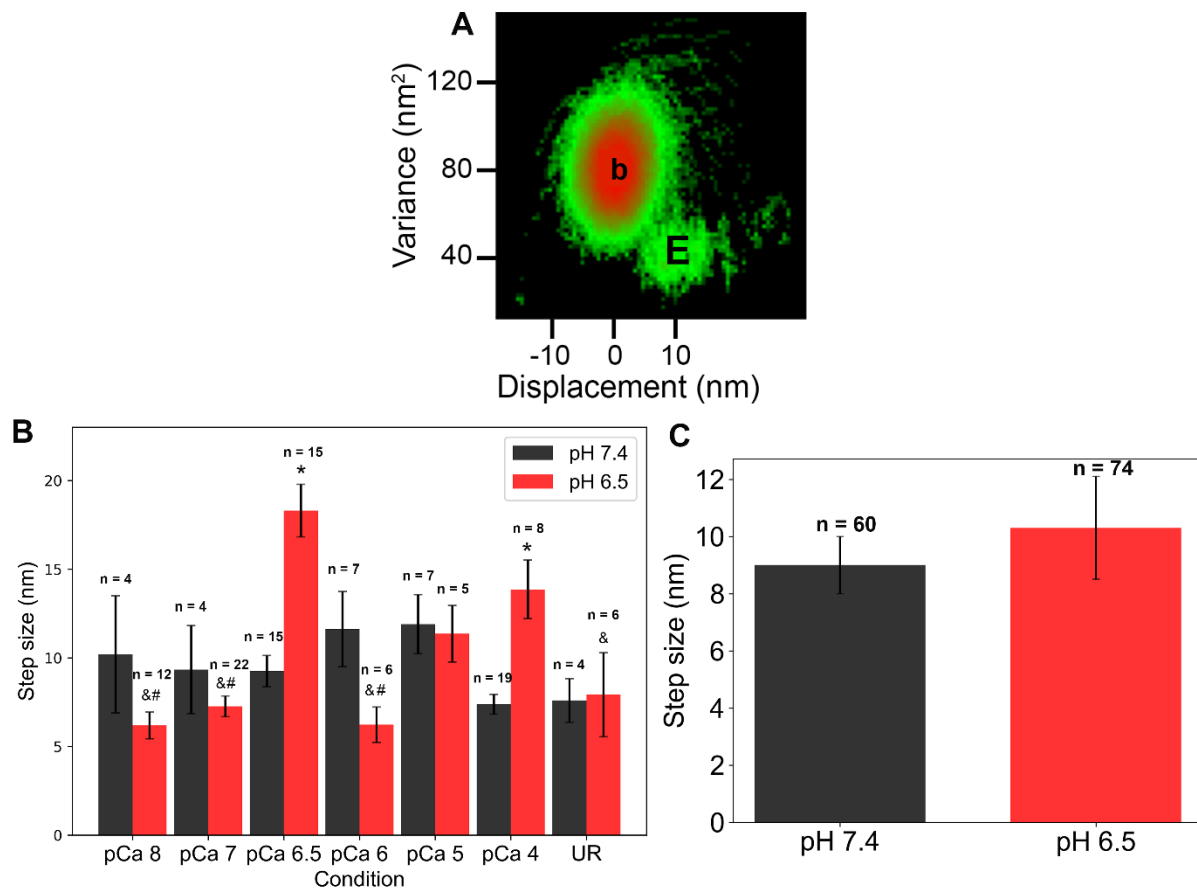 A
Variance (nm²)
120
80
40
b
E
-10 0 10
Displacement (nm)
B
Step size (nm)
20
15
10
5
0
pH 7.4
pH 6.5
n = 4
n = 12
&#
n = 4
n = 22
&#
n = 15
n = 15
*
n = 7
n = 6
&#
n = 7
n = 5
n = 19
n = 8
*
n = 4
n = 6
&
pCa 8 pCa 7 pCa 6.5 pCa 6 pCa 5 pCa 4 UR
Condition
C
Step size (nm)
12
10
8
6
4
2
0
n = 60
n = 74
pH 7.4 pH 6.5